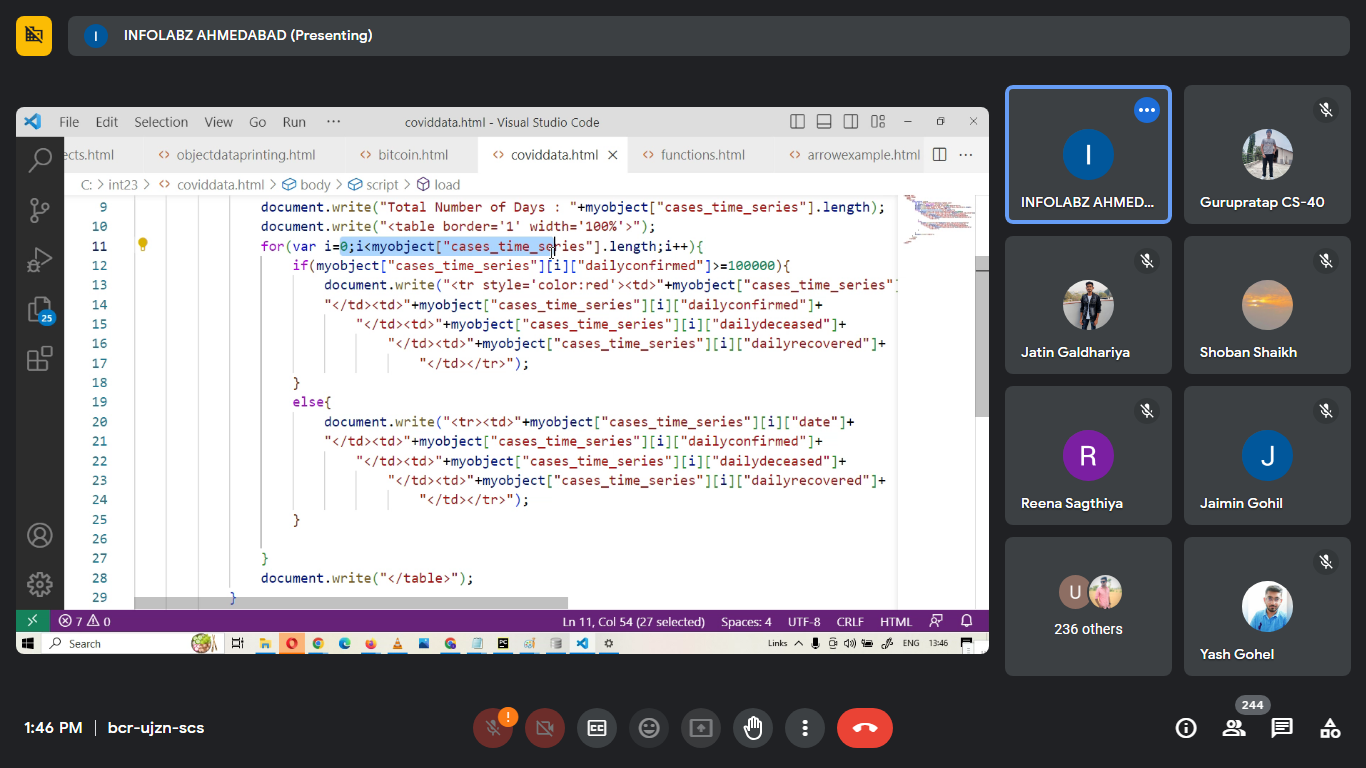 I INFOLABZ AHMEDABAD (Presenting)
File Edit Selection View Go Run ··· coviddata.html - Visual Studio Code
ects.html <> objectdataprinting.html <> bitcoin.html <> coviddata.html <> functions.html <> arrowexample.html
C: > int23 > <> coviddata.html > body > script > load
9 document.write("Total Number of Days : "+myobject["cases_time_series"].length);
10 document.write("<table border='1' width='100%'>");
11 for(var i=0;i<myobject["cases_time_series"].length;i++){
12 if(myobject["cases_time_series"][i]["dailyconfirmed"]>=100000){
13 document.write("<tr style='color:red'><td>"+myobject["cases_time_series"]
14 "</td><td>"+myobject["cases_time_series"][i]["dailyconfirmed"]+
15 "</td><td>"+myobject["cases_time_series"][i]["dailydeceased"]+
16 "</td><td>"+myobject["cases_time_series"][i]["dailyrecovered"]+
17 "</td></tr>");
18 }
19 else{
20 document.write("<tr><td>"+myobject["cases_time_series"][i]["date"]+
21 "</td><td>"+myobject["cases_time_series"][i]["dailyconfirmed"]+
22 "</td><td>"+myobject["cases_time_series"][i]["dailydeceased"]+
23 "</td><td>"+myobject["cases_time_series"][i]["dailyrecovered"]+
24 "</td></tr>");
25 }
26
27 }
28 document.write("</table>");
29 }
25
7 0 Ln 11, Col 54 (27 selected) Spaces: 4 UTF-8 CRLF HTML
Search Links ENG 13:46
I
INFOLABZ AHMED...
Gurupratap CS-40
Jatin Galdhariya
Shoban Shaikh
R
Reena Sagthiya
J
Jaimin Gohil
U
236 others
Yash Gohel
1:46 PM | bcr-ujzn-scs
!
CC
244